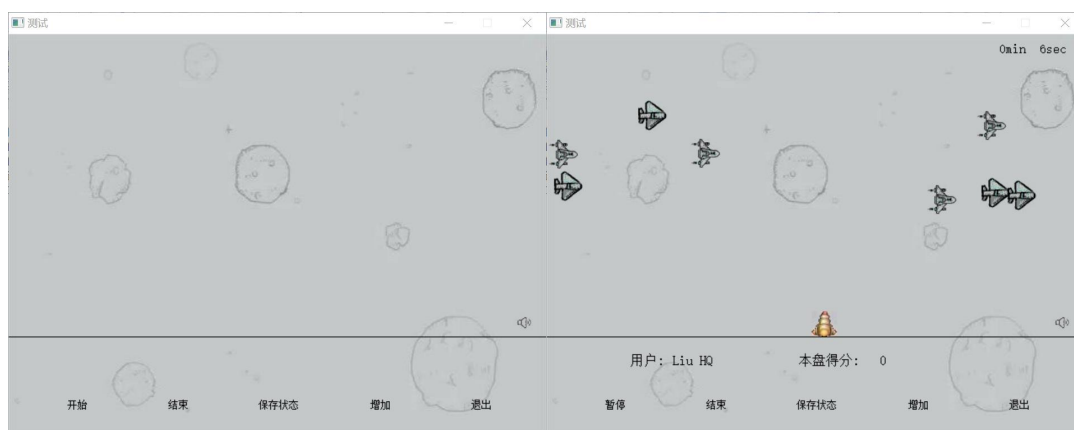 测试
开始 结束 保存状态 增加 退出
测试
0min 6sec
用户: Liu HQ 本盘得分: 0
暂停 结束 保存状态 增加 退出